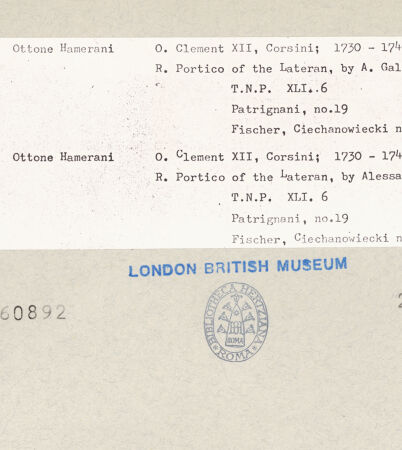 Ottone Hamerani O. Clement XII, Corsini; 1730 - 174
R. Portico of the Lateran, by A. Gal
T.N.P. XLI. 6
Patrignani, no.19
Fischer, Ciechanowiecki n
Ottone Hamerani O. Clement XII, Corsini; 1730 - 174
R. Portico of the Lateran, by Alessa
T.N.P. XLI. 6
Patrignani, no.19
Fischer, Ciechanowiecki n
LONDON BRITISH MUSEUM
60892
BIBLIOTHECA HERTZIANA
ROMA
ROMA